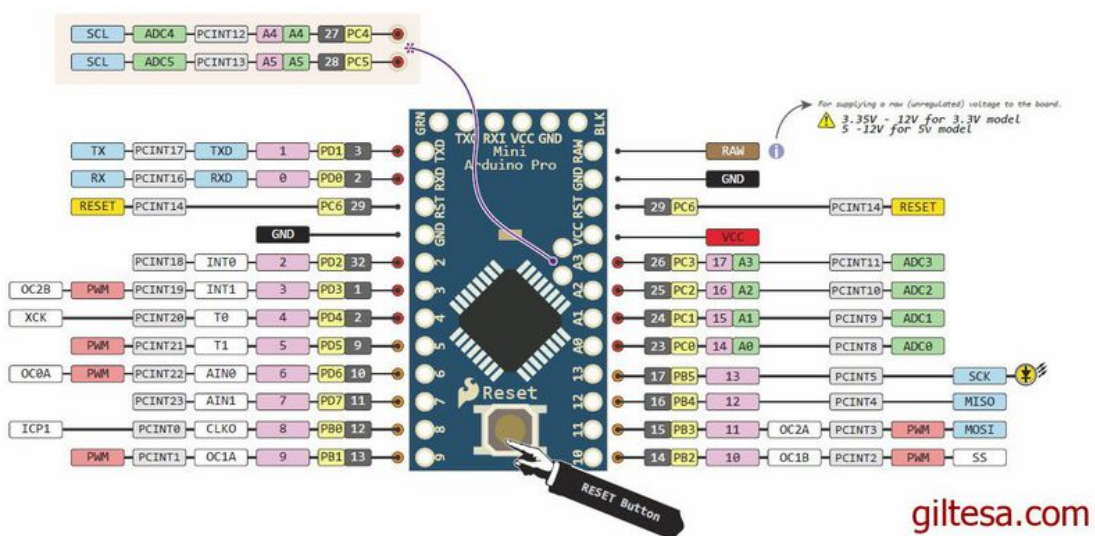 SCL ADC4 PCINT12 A4 A4 27 PC4
SCL ADC5 PCINT13 A5 A5 28 PC5
For supplying a raw (unregulated) voltage to the board.
3.35V - 12V for 3.3V model
5 -12V for 5v model
GRN TXO RXI VCC GND BLK
Mini
Arduino Pro
TX PCINT17 TXD 1 PD1 3 TXD RAW RAW
RX PCINT16 RXD 0 PD0 2 RXD GND GND
RESET PCINT14 PC6 29 RST RST 29 PC6 PCINT14 RESET
GND GND VCC VCC
PCINT18 INT0 2 PD2 32 2 A3 26 PC3 17 A3 PCINT11 ADC3
OC2B PWM PCINT19 INT1 3 PD3 1 3 A2 25 PC2 16 A2 PCINT10 ADC2
XCK PCINT20 T0 4 PD4 2 4 A1 24 PC1 15 A1 PCINT9 ADC1
PWM PCINT21 T1 5 PD5 9 5 A0 23 PC0 14 A0 PCINT8 ADC0
OC0A PWM PCINT22 AIN0 6 PD6 10 6 13 17 PB5 13 PCINT5 SCK
PCINT23 AIN1 7 PD7 11 7 12 16 PB4 12 PCINT4 MISO
ICP1 PCINT0 CLKO 8 PB0 12 8 11 15 PB3 11 OC2A PCINT3 PWM MOSI
PWM PCINT1 OC1A 9 PB1 13 9 10 14 PB2 10 OC1B PCINT2 PWM SS
Reset
RESET Button
giltesa.com